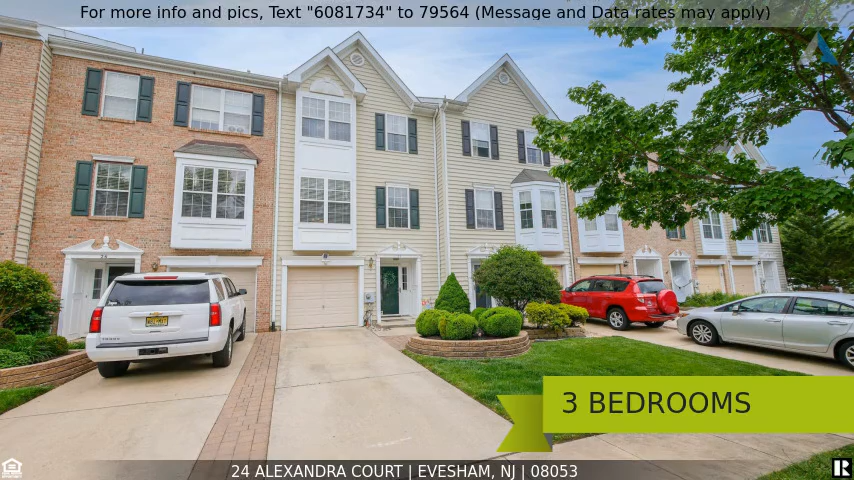 For more info and pics, Text "6081734" to 79564 (Message and Data rates may apply)
3 BEDROOMS
24 ALEXANDRA COURT | EVESHAM, NJ | 08053